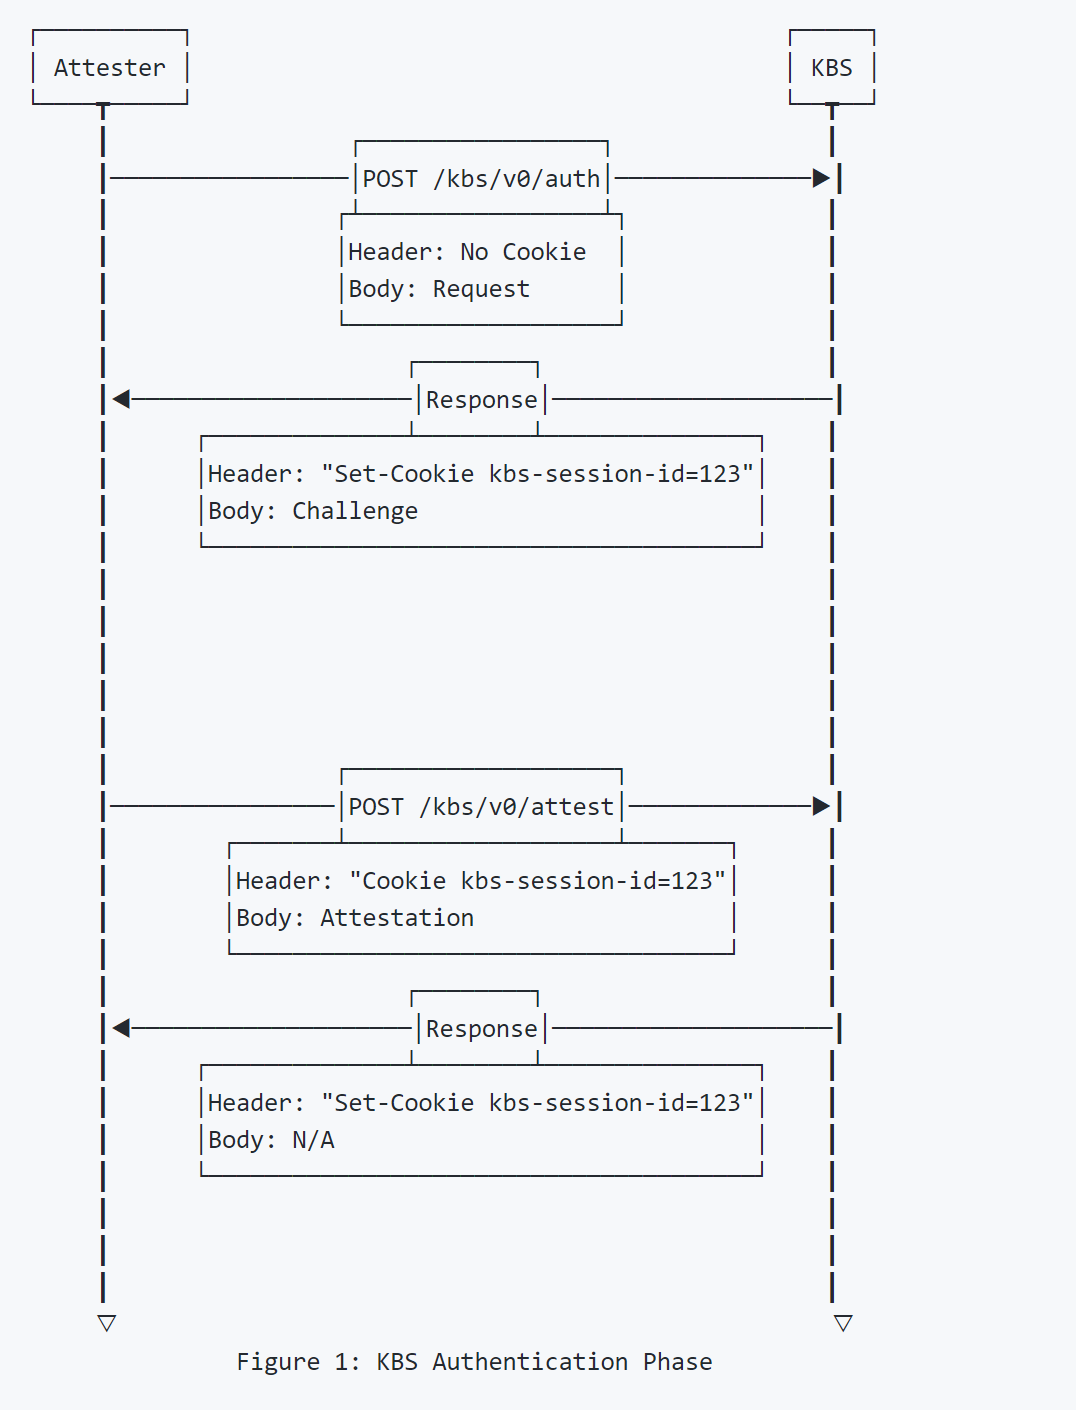 Attester
KBS
POST /kbs/v0/auth
Header: No Cookie
Body: Request
Response
Header: "Set-Cookie kbs-session-id=123"
Body: Challenge
POST /kbs/v0/attest
Header: "Cookie kbs-session-id=123"
Body: Attestation
Response
Header: "Set-Cookie kbs-session-id=123"
Body: N/A
Figure 1: KBS Authentication Phase